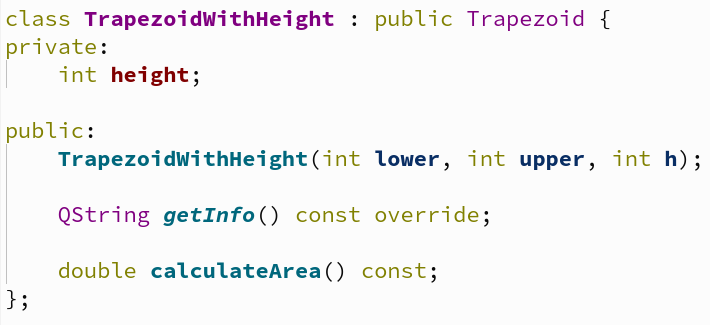 class TrapezoidWithHeight : public Trapezoid {
private:
    int height;

public:
    TrapezoidWithHeight(int lower, int upper, int h);

    QString getInfo() const override;

    double calculateArea() const;
};